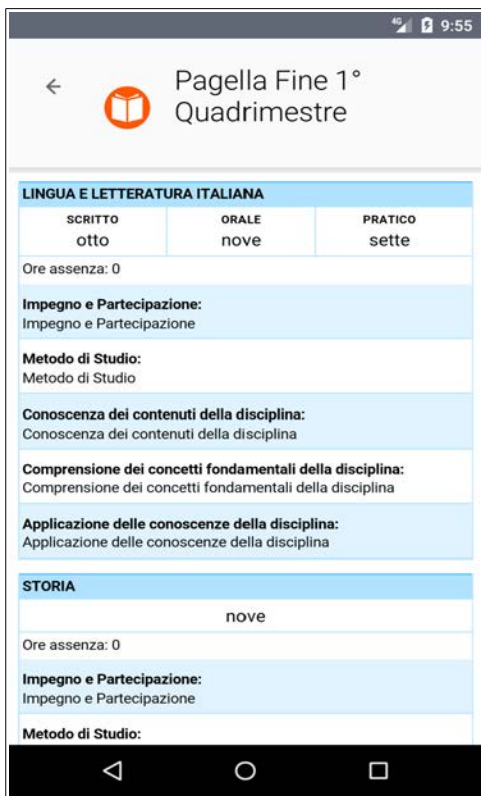 4G 9:55
Pagella Fine 1°
Quadrimestre
LINGUA E LETTERATURA ITALIANA
SCRITTO ORALE PRATICO
otto nove sette
Ore assenza: 0
Impegno e Partecipazione:
Impegno e Partecipazione
Metodo di Studio:
Metodo di Studio
Conoscenza dei contenuti della disciplina:
Conoscenza dei contenuti della disciplina
Comprensione dei concetti fondamentali della disciplina:
Comprensione dei concetti fondamentali della disciplina
Applicazione delle conoscenze della disciplina:
Applicazione delle conoscenze della disciplina
STORIA
nove
Ore assenza: 0
Impegno e Partecipazione:
Impegno e Partecipazione
Metodo di Studio: